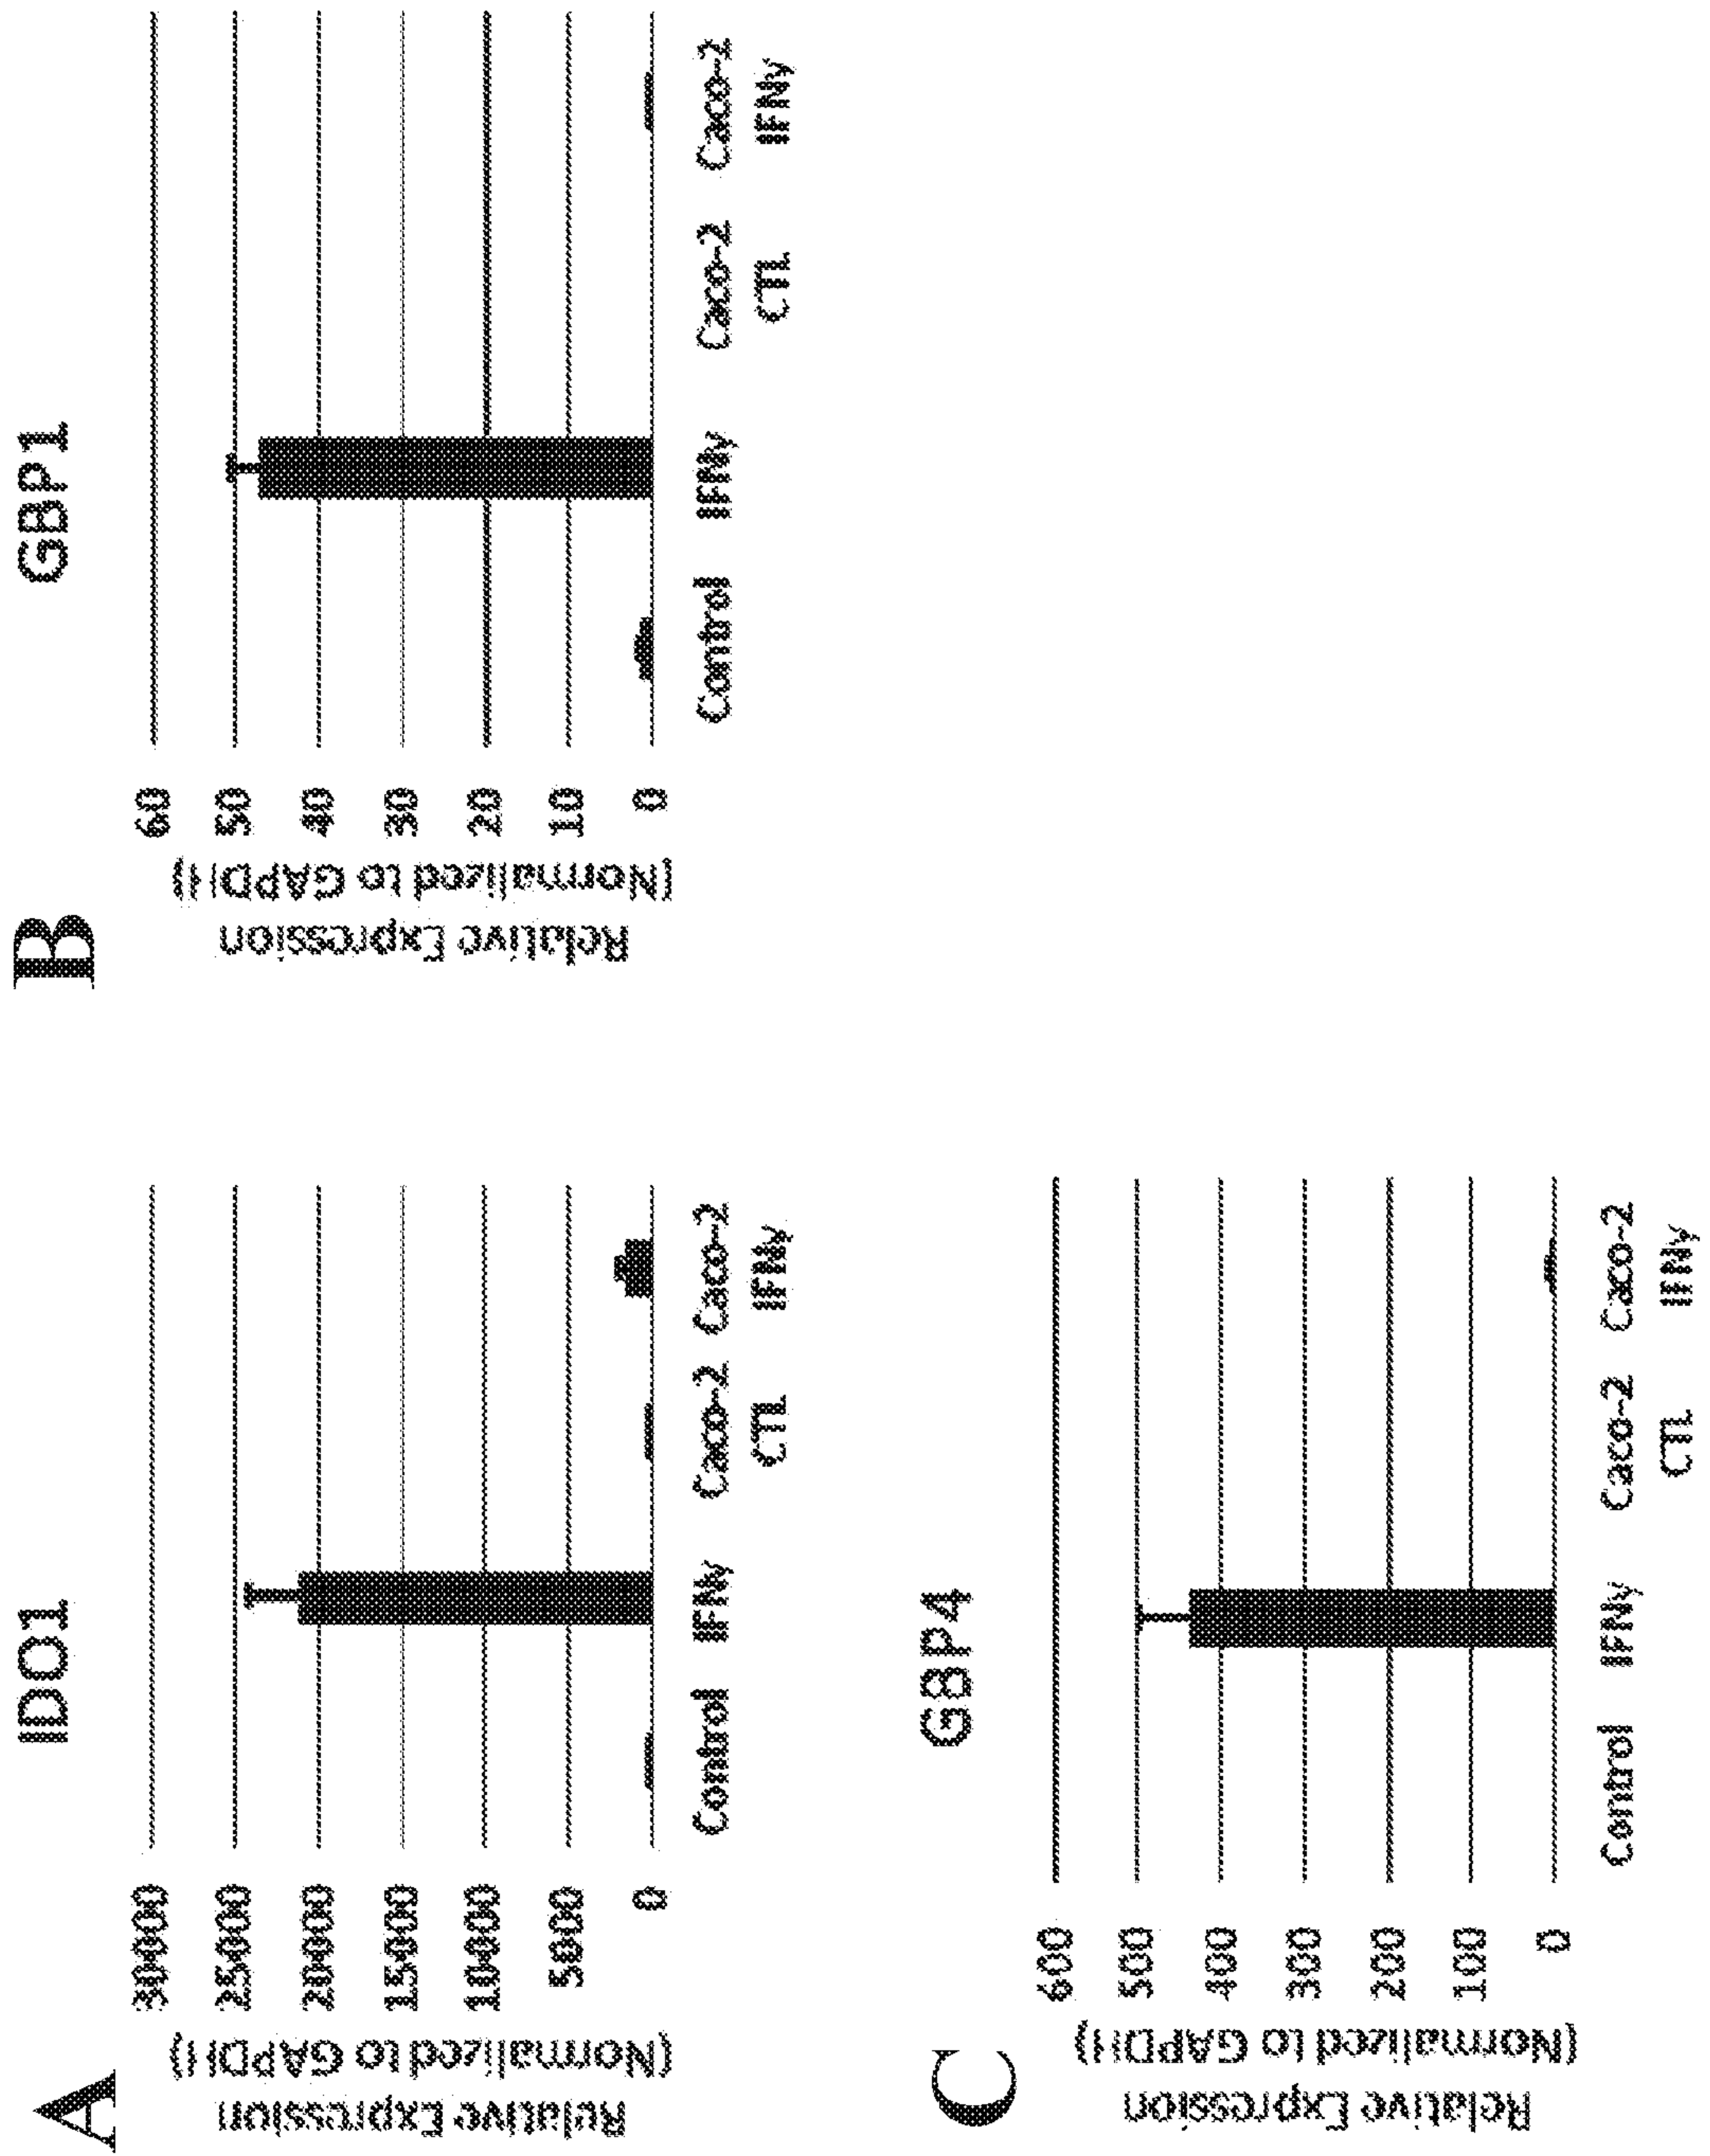 A
IDO1
Relative Expression
(Normalized to GAPDH)
30000
25000
20000
15000
10000
5000
0
Control
IFNγ
Caco-2
CTL
Caco-2
IFNγ
B
GBP1
Relative Expression
(Normalized to GAPDH)
60
50
40
30
20
10
0
Control
IFNγ
Caco-2
CTL
Caco-2
IFNγ
C
GBP4
Relative Expression
(Normalized to GAPDH)
600
500
400
300
200
100
0
Control
IFNγ
Caco-2
CTL
Caco-2
IFNγ